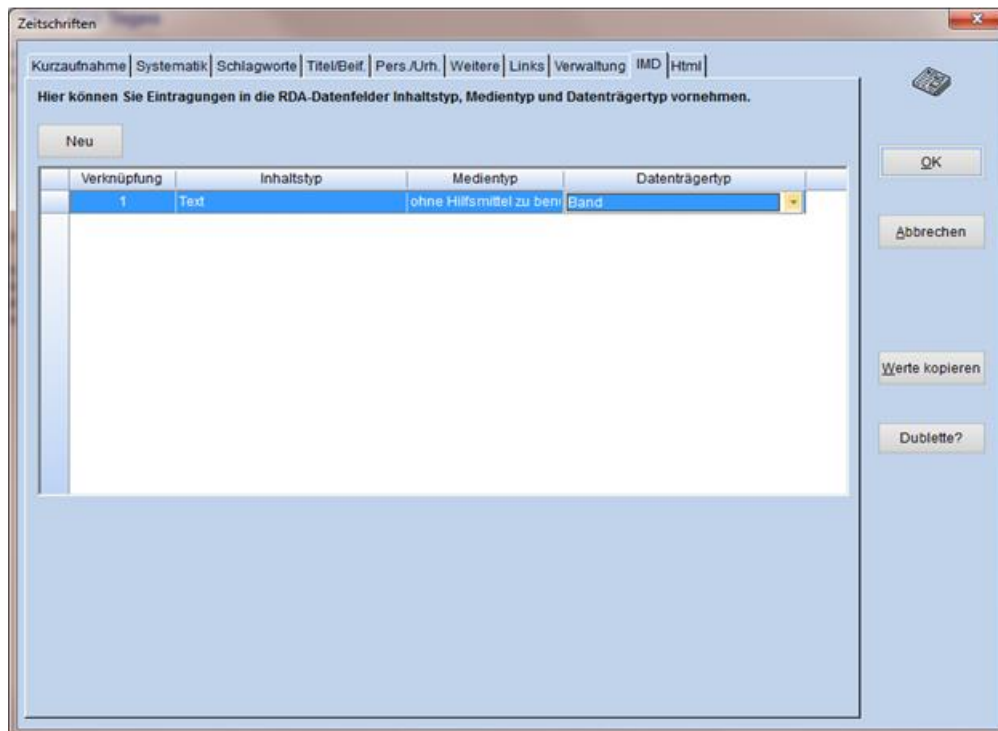 Zeitschriften
Kurzaufnahme Systematik Schlagworte Titel/Beif. Pers./Urh. Weitere Links Verwaltung IMD Html
Hier können Sie Eintragungen in die RDA-Datenfelder Inhaltstyp, Medientyp und Datenträgertyp vornehmen.
Neu
OK
Verknüpfung Inhaltstyp Medientyp Datenträgertyp
1 Text ohne Hilfsmittel zu ben Band
Abbrechen
Werte kopieren
Dublette?